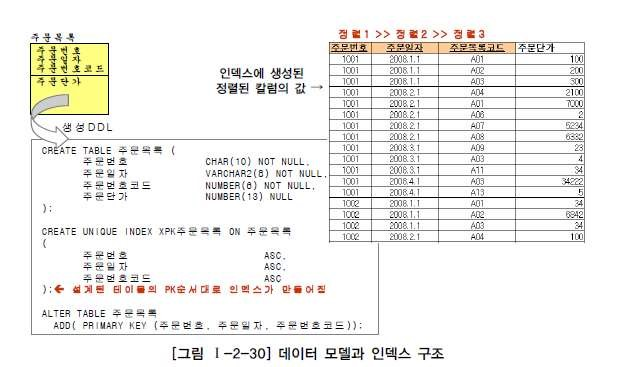 주문목록
주문번호
주문일자
주문번호코드
주문단가
생성DDL
인덱스에 생성된
정렬된 칼럼의 값 →
정렬1 >> 정렬2 >> 정렬3
주문번호 주문일자 주문목록코드 주문단가
1001 2008.1.1 A01 100
1001 2008.1.1 A02 200
1001 2008.1.1 A03 300
1001 2008.2.1 A04 2100
1001 2008.2.1 A01 7000
1001 2008.2.1 A06 2
1001 2008.2.1 A07 5234
1001 2008.2.1 A08 6332
1001 2008.3.1 A09 23
1001 2008.3.1 A03 4
1001 2008.3.1 A11 34
1001 2008.4.1 A03 34222
1001 2008.4.1 A13 5
1002 2008.1.1 A01 34
1002 2008.1.1 A02 6942
1002 2008.1.1 A03 34
1002 2008.2.1 A04 100
CREATE TABLE 주문목록 (
주문번호 CHAR(10) NOT NULL,
주문일자 VARCHAR2(8) NOT NULL,
주문번호코드 NUMBER(6) NOT NULL,
주문단가 NUMBER(13) NULL
);
CREATE UNIQUE INDEX XPK주문목록 ON 주문목록
(
주문번호 ASC,
주문일자 ASC,
주문번호코드 ASC
);← 설계된 테이블의 PK순서대로 인덱스가 만들어짐
ALTER TABLE 주문목록
ADD( PRIMARY KEY (주문번호, 주문일자, 주문번호코드));
[그림 Ⅰ-2-30] 데이터 모델과 인덱스 구조